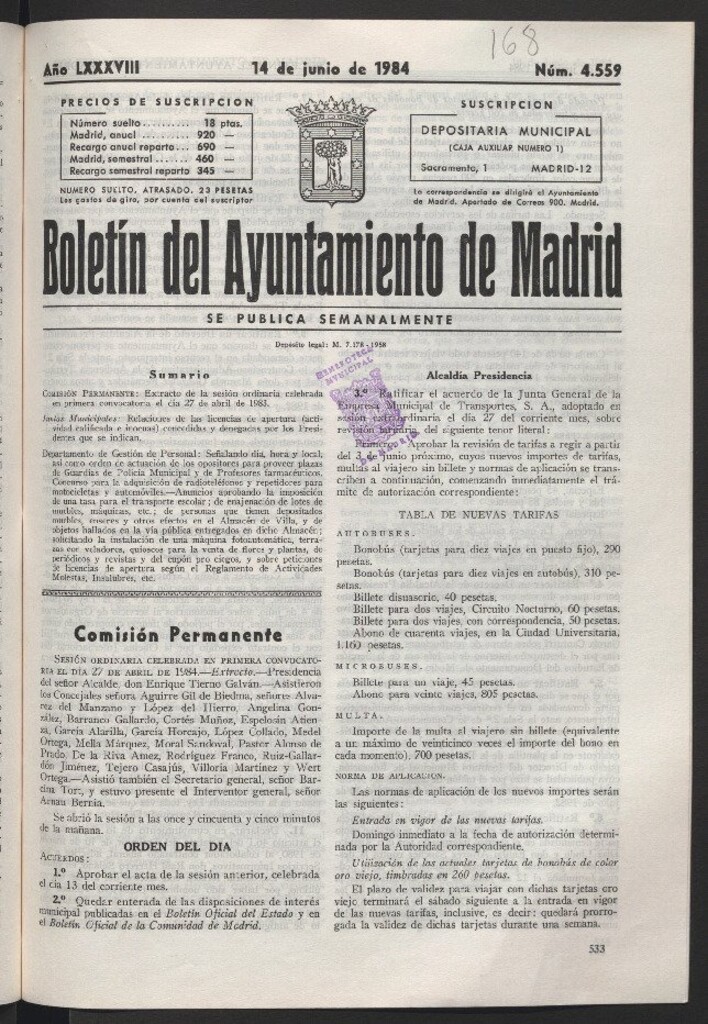 168
Año LXXXVIII 14 de junio de 1984 Núm. 4.559
PRECIOS DE SUSCRIPCION
Número suelto.......... 18 ptas.
Madrid, anual ......... 920 —
Recargo anual reparto... 690 —
Madrid, semestral ...... 460 —
Recargo semestral reparto 345 —
NUMERO SUELTO, ATRASADO, 23 PESETAS
Los gastos de giro, por cuenta del suscriptor
SUSCRIPCION
DEPOSITARIA MUNICIPAL
(CAJA AUXILIAR NUMERO 1)
Sacramento, 1 MADRID-12
La correspondencia se dirigirá al Ayuntamiento
de Madrid. Apartado de Correos 900. Madrid.
Boletín del Ayuntamiento de Madrid
SE PUBLICA SEMANALMENTE
Depósito legal: M. 7.178 - 1958
HEMEROTECA
MUNICIPAL
MADRID
Sumario
COMISIÓN PERMANENTE: Extracto de la sesión ordinaria celebrada
en primera convocatoria el día 27 de abril de 1983.
Juntas Municipales: Relaciones de las licencias de apertura (acti-
vidad calificada e inocua) concedidas y denegadas por los Presi-
dentes que se indican.
Departamento de Gestión de Personal: Señalando día, hora y local,
así como orden de actuación de los opositores para proveer plazas
de Guardias de Policía Municipal y de Profesores farmacéuticos,
Concurso para la adquisición de radioteléfonos y repetidores para
motocicletas y automóviles.—Anuncios aprobando la imposición
de una tasa para el transporte escolar; de enajenación de lotes de
muebles, máquinas, etc.; de personas que tienen depositados
muebles, enseres y otros efectos en el Almacén de Villa, y de
objetos hallados en la vía pública entregados en dicho Almacén;
solicitando la instalación de una máquina fotoautomática, terra-
zas con veladores, quioscos para la venta de flores y plantas, de
periódicos y revistas y del cupón pro ciegos, y sobre peticiones
de licencias de apertura según el Reglamento de Actividades
Molestas, Insalubres, etc.
Comisión Permanente
SESIÓN ORDINARIA CELEBRADA EN PRIMERA CONVOCATO-
RIA EL DÍA 27 DE ABRIL DE 1984.—Extracto.—Presidencia
del señor Alcalde, don Enrique Tierno Galván.—Asistieron
los Concejales señora Aguirre Gil de Biedma, señores Alva-
rez del Manzano y López del Hierro, Angelina Gon-
zález, Barranco Gallardo, Cortés Muñoz, Espelosín Atien-
za, García Alarilla, García Horcajo, López Collado, Medel
Ortega, Mella Márquez, Moral Sandoval, Pastor Alonso de
Prado, De la Riva Amez, Rodríguez Franco, Ruiz-Gallar-
dón Jiménez, Tejero Casajús, Villoria Martínez y Wert
Ortega.—Asistió también el Secretario general, señor Bar-
cina Tort, y estuvo presente el Interventor general, señor
Arnau Bernia.
Se abrió la sesión a las once y cincuenta y cinco minutos
de la mañana.
ORDEN DEL DIA
ACUERDOS:
1.º Aprobar el acta de la sesión anterior, celebrada
el día 13 del corriente mes.
2.º Quedar enterada de las disposiciones de interés
municipal publicadas en el Boletín Oficial del Estado y en
el Boletín Oficial de la Comunidad de Madrid.
Alcaldía Presidencia
3.º Ratificar el acuerdo de la Junta General de la
Empresa Municipal de Transportes, S. A., adoptado en
sesión extraordinaria el día 27 del corriente mes, sobre
revisión tarifaria, del siguiente tenor literal:
Primero. Aprobar la revisión de tarifas a regir a partir
del 3 de junio próximo, cuyos nuevos importes de tarifas,
multas al viajero sin billete y normas de aplicación se trans-
criben a continuación, comenzando inmediatamente el trá-
mite de autorización correspondiente:
TABLA DE NUEVAS TARIFAS
AUTOBUSES.
Bonobús (tarjetas para diez viajes en puesto fijo), 290
pesetas.
Bonobús (tarjetas para diez viajes en autobús), 310 pe-
setas.
Billete disuasorio, 40 pesetas.
Billete para dos viajes, Circuito Nocturno, 60 pesetas.
Billete para dos viajes, con correspondencia, 50 pesetas.
Abono de cuarenta viajes, en la Ciudad Universitaria,
1.160 pesetas.
MICROBUSES.
Billete para un viaje, 45 pesetas.
Abono para veinte viajes, 805 pesetas.
MULTA.
Importe de la multa al viajero sin billete (equivalente
a un máximo de veinticinco veces el importe del bono en
cada momento), 700 pesetas.
NORMA DE APLICACIÓN.
Las normas de aplicación de los nuevos importes serán
las siguientes:
Entrada en vigor de las nuevas tarifas.
Domingo inmediato a la fecha de autorización determi-
nada por la Autoridad correspondiente.
Utilización de las actuales tarjetas de bonobús de color
oro viejo, timbradas en 260 pesetas.
El plazo de validez para viajar con dichas tarjetas oro
viejo terminará el sábado siguiente a la entrada en vigor
de las nuevas tarifas, inclusive, es decir: quedará prorro-
gada la validez de dichas tarjetas durante una semana.
533